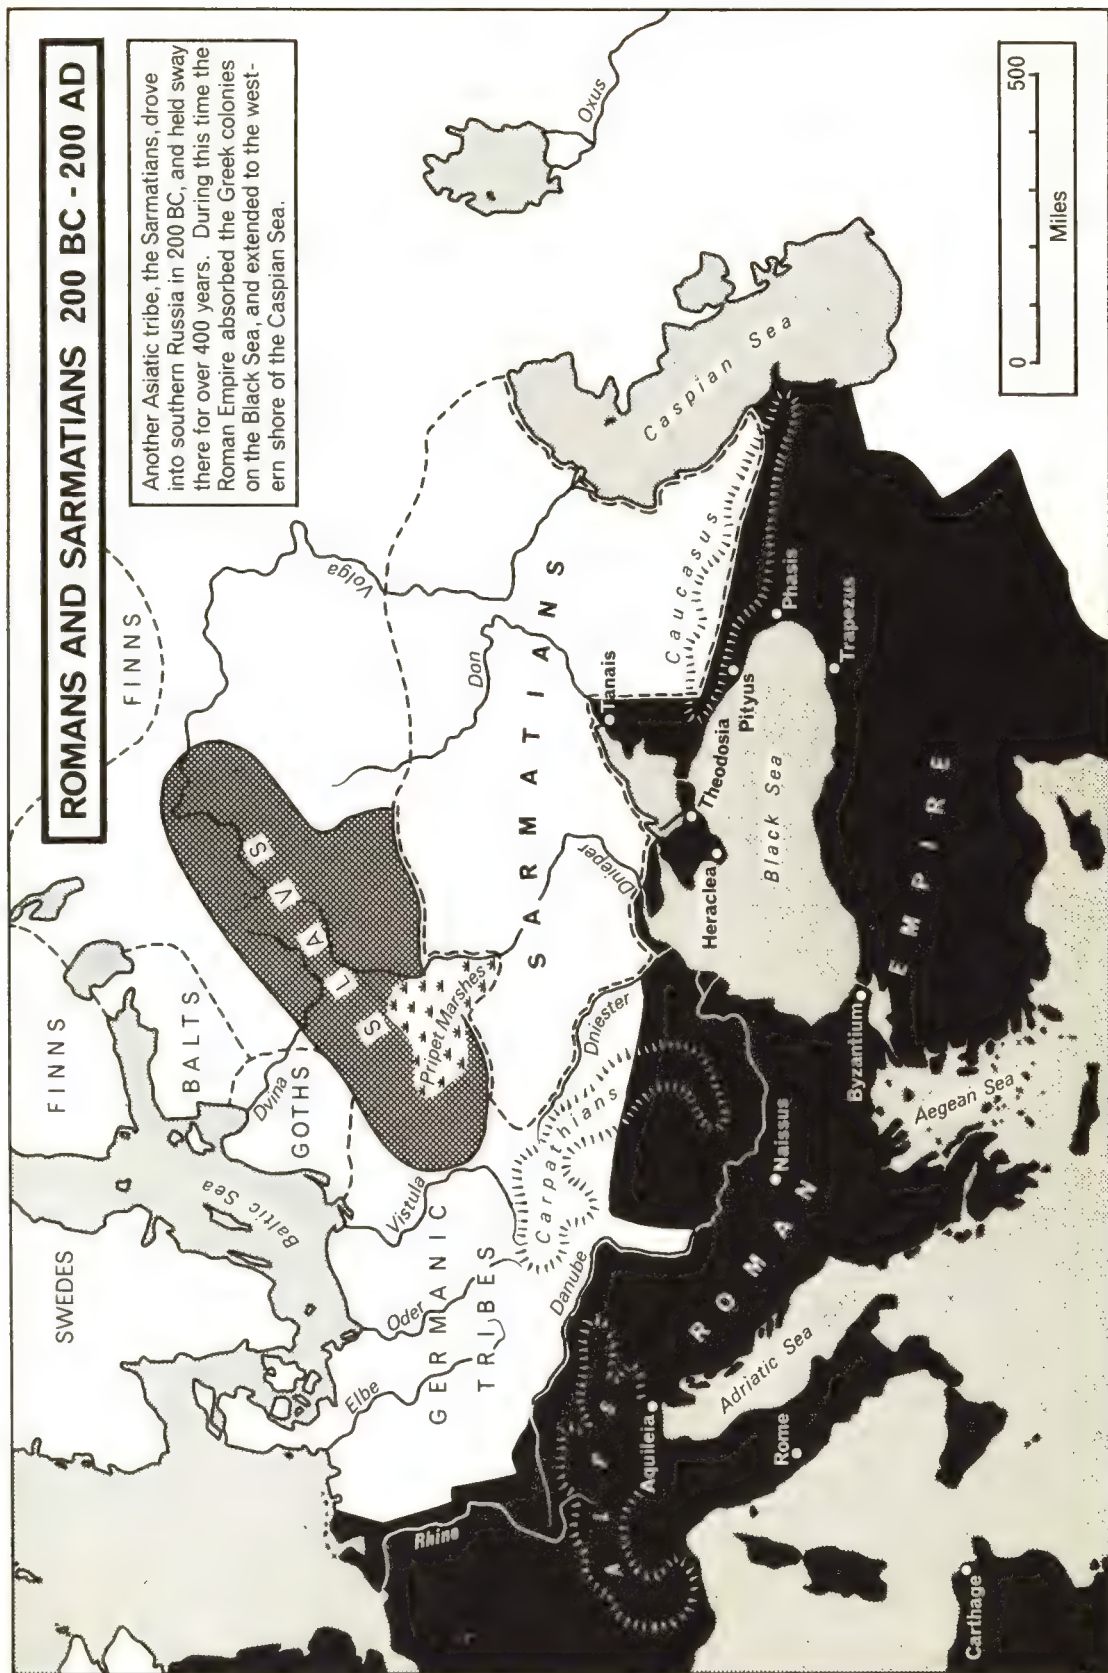 ROMANS AND SARMATIANS 200 BC - 200 AD
Another Asiatic tribe, the Sarmatians, drove
into southern Russia in 200 BC, and held sway
there for over 400 years. During this time the
Roman Empire absorbed the Greek colonies
on the Black Sea, and extended to the west-
ern shore of the Caspian Sea.
FINNS
FINNS
SWEDES
BALTS
GOTHS
Baltic Sea
Dvina
SLAVS
Pripet Marshes
Volga
Don
Oxus
Vistula
Oder
Elbe
GERMANIC
TRIBES
Carpathians
Dniester
Dnieper
SARMATIANS
Tanais
Caucasus
Caspian Sea
Danube
Rhine
ALPS
Aquileia
ROMAN
EMPIRE
Naissus
Heraclea
Theodosia
Pityus
Phasis
Trapezus
Black Sea
Byzantium
Aegean Sea
Adriatic Sea
Rome
Carthage
0 500
Miles